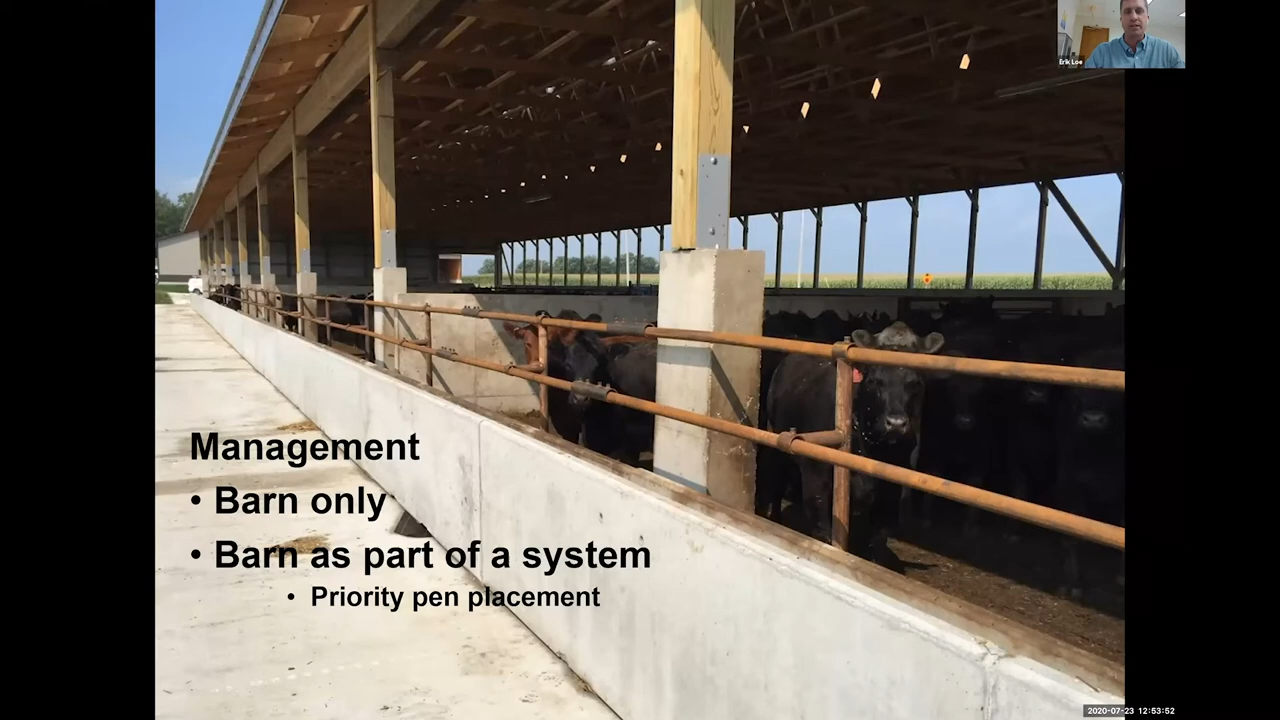 Erik Loe
Management
• Barn only
• Barn as part of a system
• Priority pen placement
2020-07-23 12:53:52